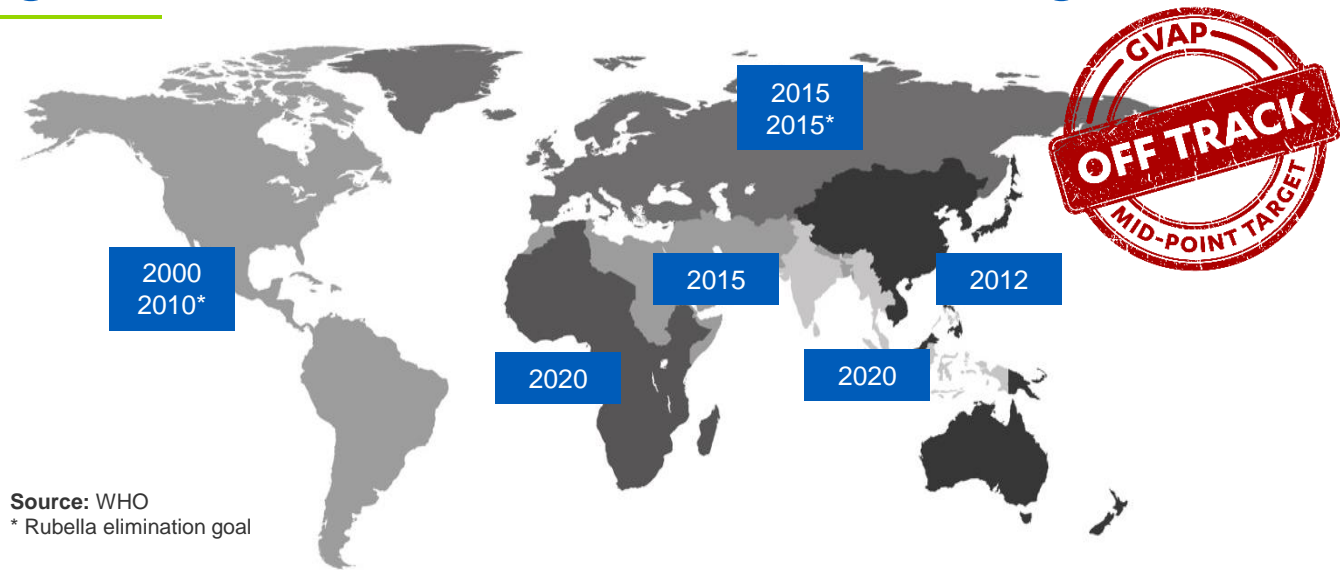 GVAP
OFF TRACK
MID-POINT TARGET
2015
2015*
2000
2010*
2015
2012
2020
2020
Source: WHO
* Rubella elimination goal